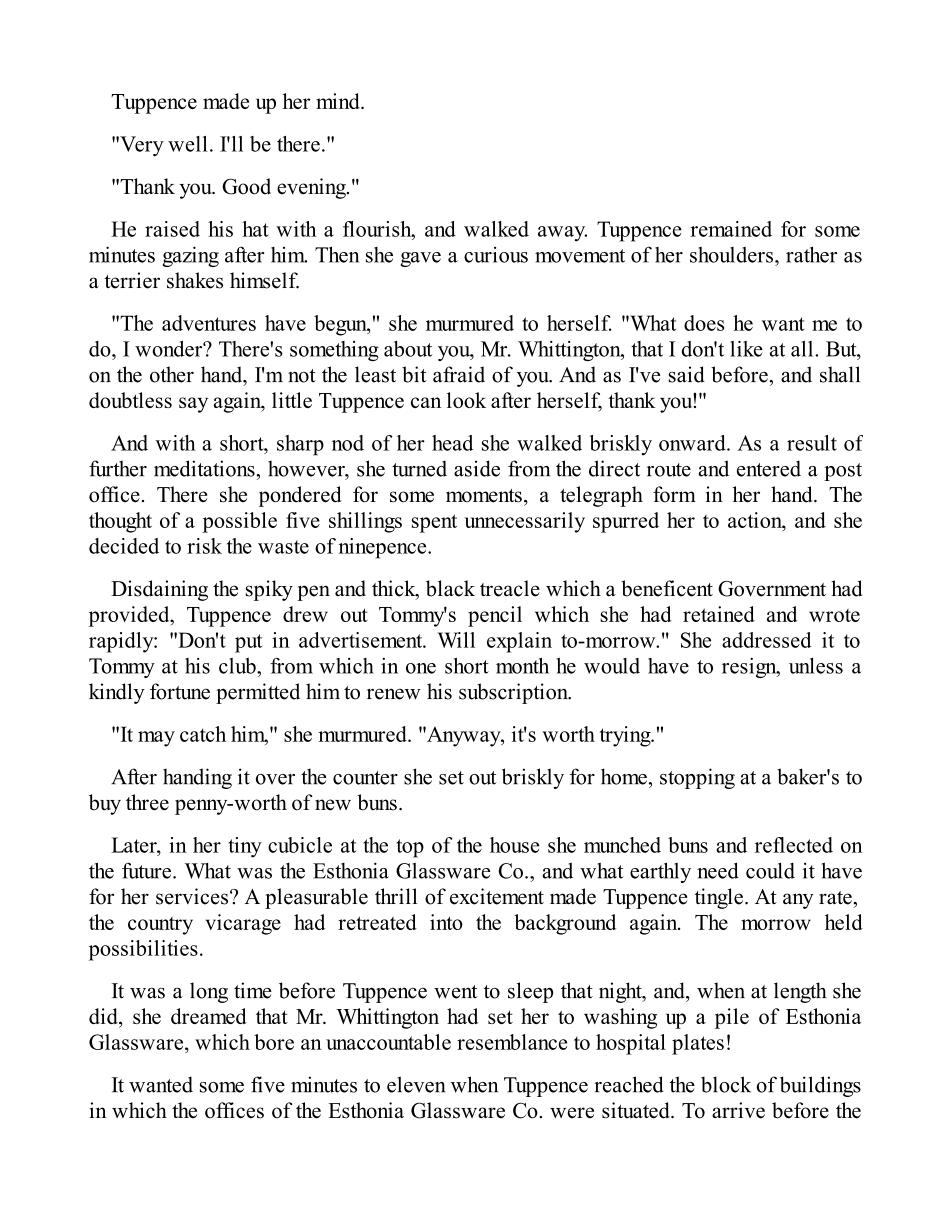 Tuppence made up her mind.
"Very well. I'll be there."
"Thank you. Good evening."
He raised his hat with a flourish, and walked away. Tuppence remained for some
minutes gazing after him. Then she gave a curious movement of her shoulders, rather as
a terrier shakes himself.
"The adventures have begun," she murmured to herself. "What does he want me to
do, I wonder? There's something about you, Mr. Whittington, that I don't like at all. But,
on the other hand, I'm not the least bit afraid of you. And as I've said before, and shall
doubtless say again, little Tuppence can look after herself, thank you!"
And with a short, sharp nod of her head she walked briskly onward. As a result of
further meditations, however, she turned aside from the direct route and entered a post
office. There she pondered for some moments, a telegraph form in her hand. The
thought of a possible five shillings spent unnecessarily spurred her to action, and she
decided to risk the waste of ninepence.
Disdaining the spiky pen and thick, black treacle which a beneficent Government had
provided, Tuppence drew out Tommy's pencil which she had retained and wrote
rapidly: "Don't put in advertisement. Will explain to-morrow." She addressed it to
Tommy at his club, from which in one short month he would have to resign, unless a
kindly fortune permitted him to renew his subscription.
"It may catch him," she murmured. "Anyway, it's worth trying."
After handing it over the counter she set out briskly for home, stopping at a baker's to
buy three penny-worth of new buns.
Later, in her tiny cubicle at the top of the house she munched buns and reflected on
the future. What was the Esthonia Glassware Co., and what earthly need could it have
for her services? A pleasurable thrill of excitement made Tuppence tingle. At any rate,
the country vicarage had retreated into the background again. The morrow held
possibilities.
It was a long time before Tuppence went to sleep that night, and, when at length she
did, she dreamed that Mr. Whittington had set her to washing up a pile of Esthonia
Glassware, which bore an unaccountable resemblance to hospital plates!
It wanted some five minutes to eleven when Tuppence reached the block of buildings
in which the offices of the Esthonia Glassware Co. were situated. To arrive before the